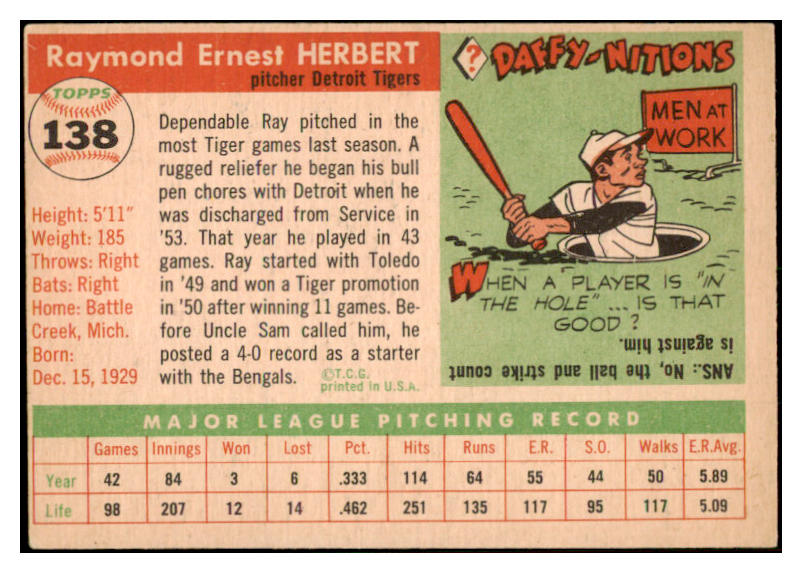 Raymond Ernest HERBERT
pitcher Detroit Tigers
TOPPS
138
Height: 5'11"
Weight: 185
Throws: Right
Bats: Right
Home: Battle
Creek, Mich.
Born:
Dec. 15, 1929
Dependable Ray pitched in the
most Tiger games last season. A
rugged reliefer he began his bull
pen chores with Detroit when he
was discharged from Service in
'53. That year he played in 43
games. Ray started with Toledo
in '49 and won a Tiger promotion
in '50 after winning 11 games. Be-
fore Uncle Sam called him, he
posted a 4-0 record as a starter
with the Bengals.
©T.C.G.
printed in U.S.A.
? DAFFY-NITIONS
MEN AT
WORK
WHEN A PLAYER IS "IN
THE HOLE"... IS THAT
GOOD?
ANS.: No, the ball and strike count
is against him.
MAJOR LEAGUE PITCHING RECORD
Games Innings Won Lost Pct. Hits Runs E.R. S.O. Walks E.R.Avg.
Year 42 84 3 6 .333 114 64 55 44 50 5.89
Life 98 207 12 14 .462 251 135 117 95 117 5.09